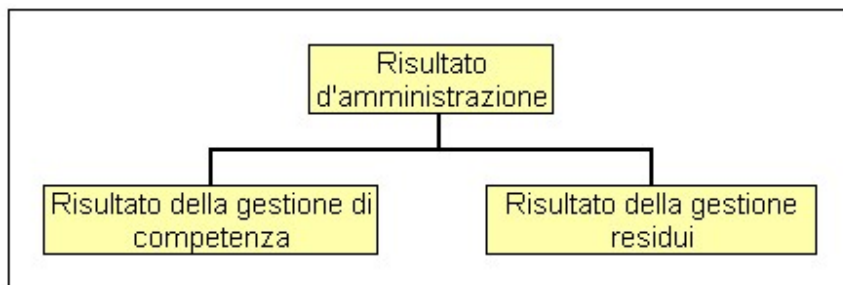 Risultato
d'amministrazione
Risultato della gestione di
competenza
Risultato della gestione
residui